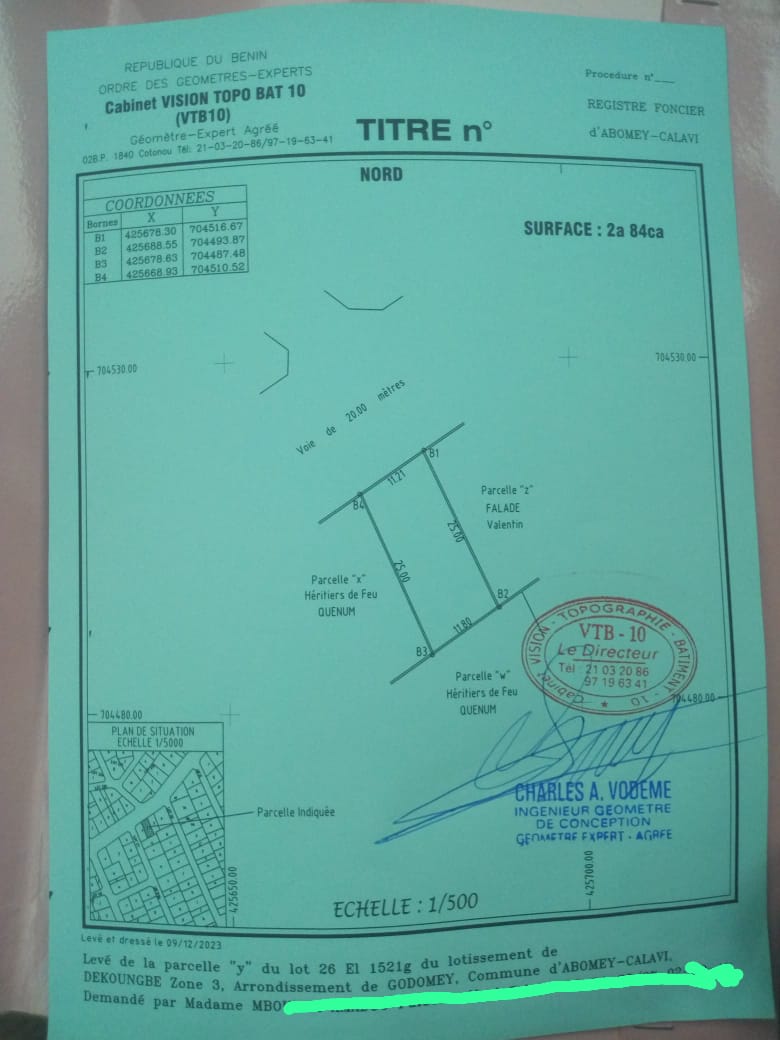 REPUBLIQUE DU BENIN
ORDRE DES GEOMETRES-EXPERTS
Cabinet VISION TOPO BAT 10
(VTB10)
Géomètre-Expert Agréé
02B.P. 1840 Cotonou Tél: 21-03-20-86/97-19-63-41
TITRE n°
Procedure n°___
REGISTRE FONCIER
d'ABOMEY-CALAVI
NORD
COORDONNEES
Bornes X Y
B1 425678.30 704516.67
B2 425688.55 704493.87
B3 425678.63 704487.48
B4 425668.93 704510.52
SURFACE : 2a 84ca
704530.00
704530.00
Voie de 20.00 mètres
B1
11.21
B4
Parcelle "z"
FALADE
Valentin
25.00
25.00
Parcelle "x"
Héritiers de Feu
QUENUM
B2
11.80
B3
Parcelle "w"
Héritiers de Feu
QUENUM
VISION - TOPOGRAPHIE - BATIMENT - 10
VTB - 10
Le Directeur
Tél : 21 03 20 86
97 19 63 41
Cabinet
704480.00
704480.00
PLAN DE SITUATION
ECHELLE 1/5000
Parcelle Indiquée
CHARLES A. VODEME
INGENIEUR GEOMETRE
DE CONCEPTION
GEOMETRE EXPERT - AGREE
425650.00
425700.00
ECHELLE : 1/500
Levé et dressé le 09/12/2023
Levé de la parcelle "y" du lot 26 El 1521g du lotissement de
DEKOUNGBE Zone 3, Arrondissement de GODOMEY, Commune d'ABOMEY-CALAVI.
Demandé par Madame